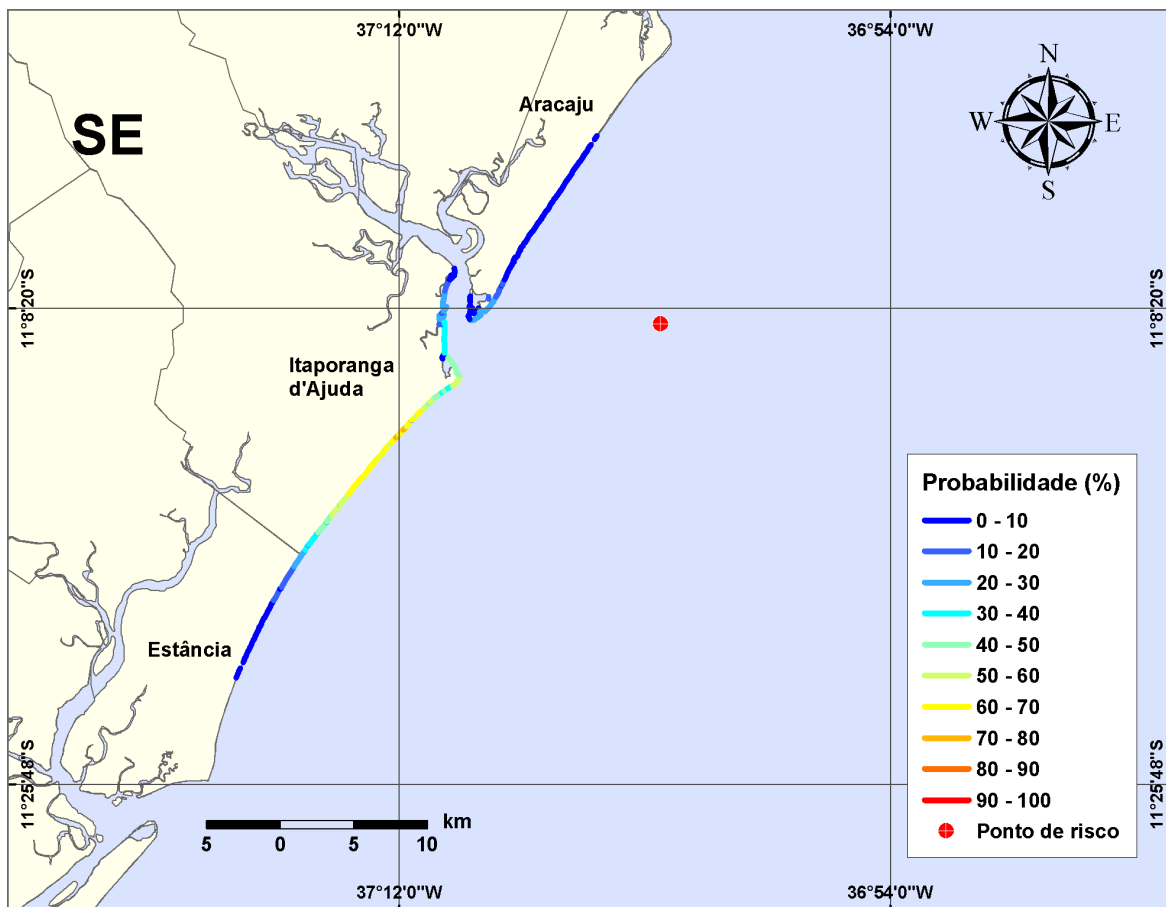 37°12'0"W
36°54'0"W
N
W
E
S
SE
Aracaju
11°8'20"S
11°8'20"S
Itaporanga
d'Ajuda
Estância
11°25'48"S
11°25'48"S
Probabilidade (%)
0 - 10
10 - 20
20 - 30
30 - 40
40 - 50
50 - 60
60 - 70
70 - 80
80 - 90
90 - 100
Ponto de risco
km
5 0 5 10
37°12'0"W
36°54'0"W